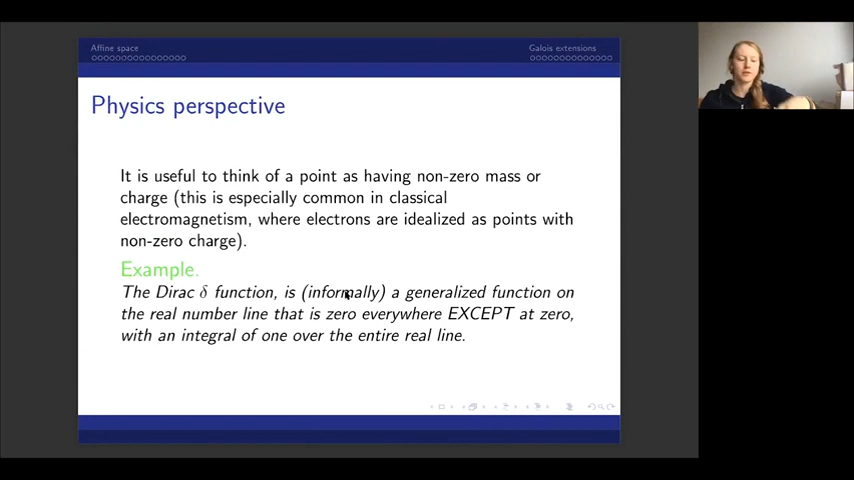 Affine space
Galois extensions
Physics perspective
It is useful to think of a point as having non-zero mass or
charge (this is especially common in classical
electromagnetism, where electrons are idealized as points with
non-zero charge).
Example.
The Dirac δ function, is (informally) a generalized function on
the real number line that is zero everywhere EXCEPT at zero,
with an integral of one over the entire real line.